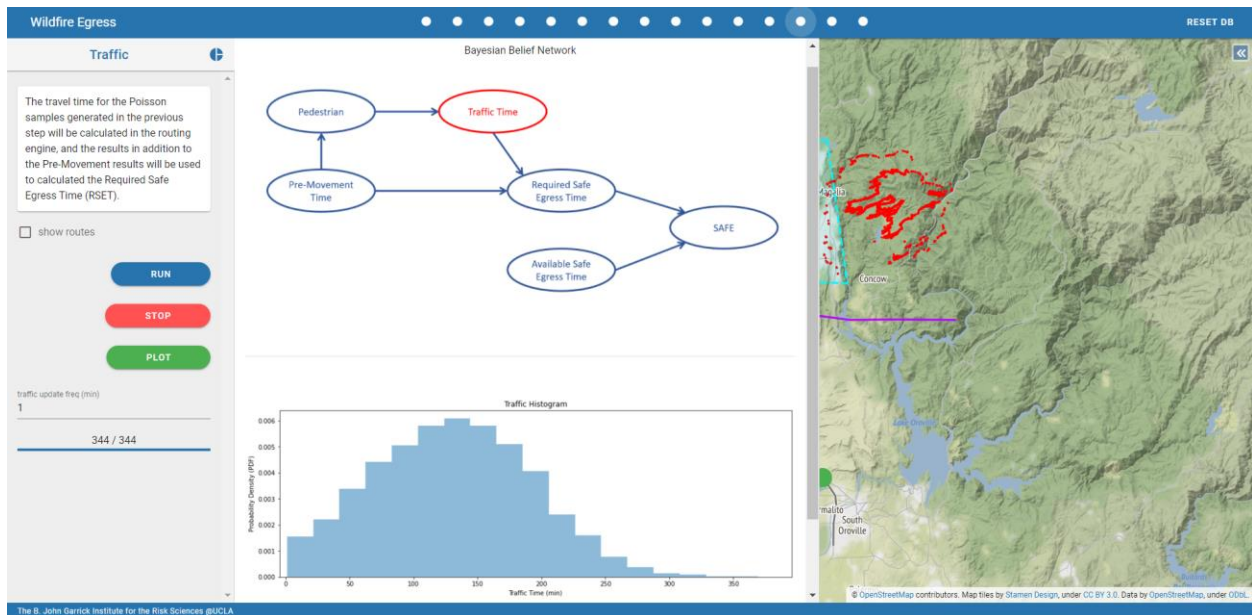 Wildfire Egress
RESET DB
Traffic
The travel time for the Poisson
samples generated in the previous
step will be calculated in the routing
engine, and the results in addition to
the Pre-Movement results will be used
to calculated the Required Safe
Egress Time (RSET).
show routes
RUN
STOP
PLOT
traffic update freq (min)
1
344 / 344
Bayesian Belief Network
Pedestrian
Traffic Time
Pre-Movement
Time
Required Safe
Egress Time
SAFE
Available Safe
Egress Time
Traffic Histogram
Probability Density (PDF)
0.006
0.005
0.004
0.003
0.002
0.001
0.000
0
50
100
150
200
250
300
350
Traffic Time (min)
Concow
Lake Oroville
South
Oroville
© OpenStreetMap contributors. Map tiles by Stamen Design, under CC BY 3.0. Data by OpenStreetMap, under ODbL.
The B. John Garrick Institute for the Risk Sciences @UCLA